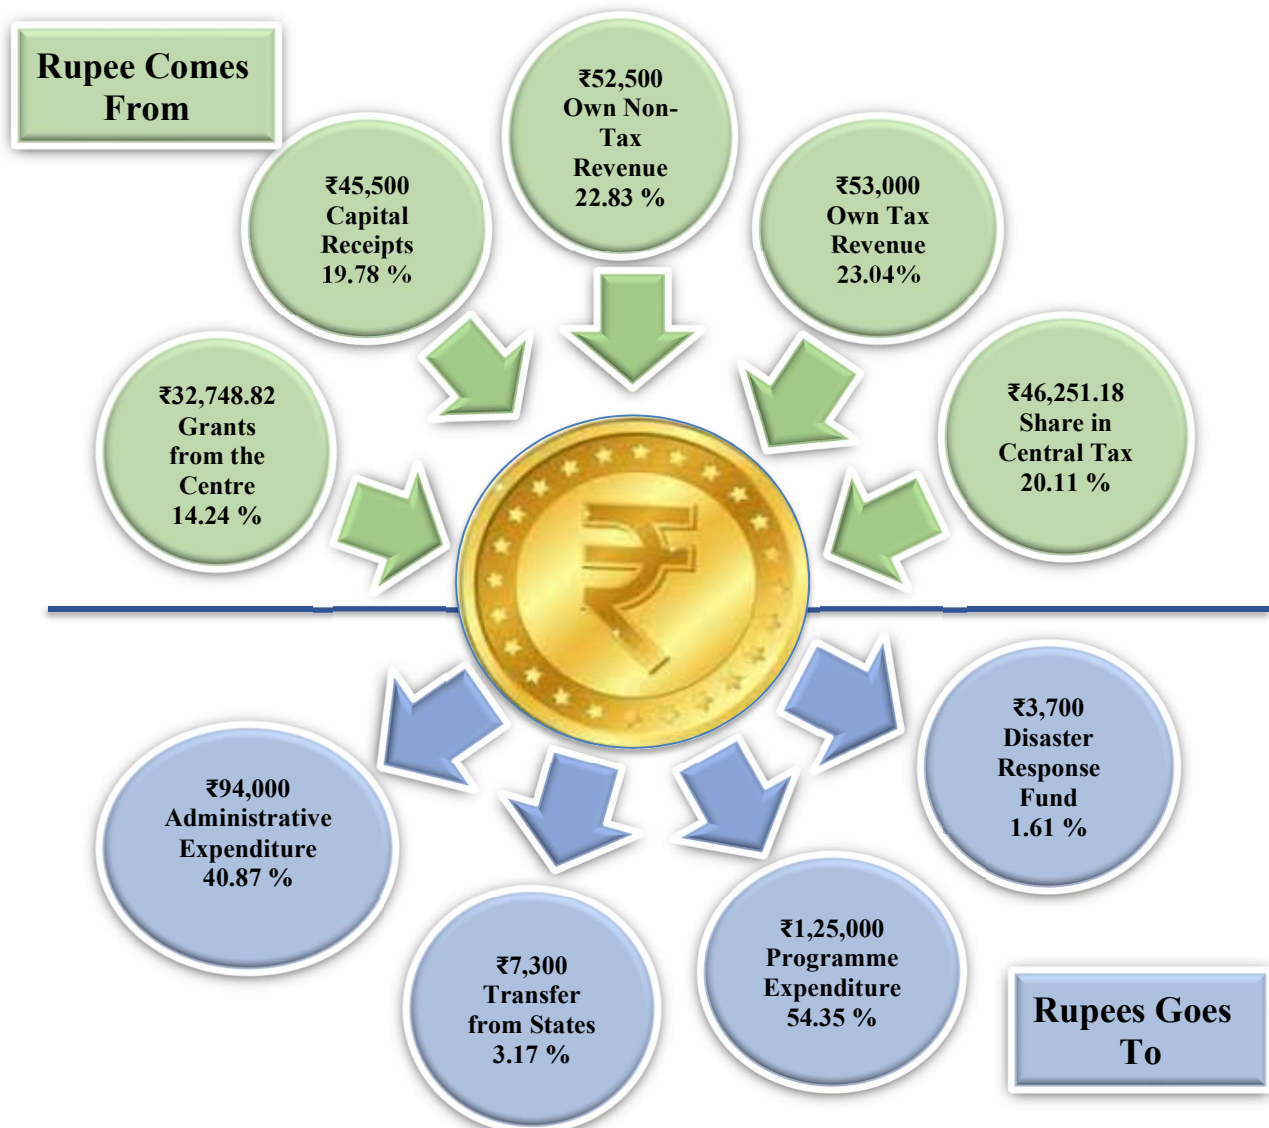 Rupee Comes
From
₹52,500
Own Non-
Tax
Revenue
22.83 %
₹45,500
Capital
Receipts
19.78 %
₹53,000
Own Tax
Revenue
23.04%
₹32,748.82
Grants
from the
Centre
14.24 %
₹46,251.18
Share in
Central Tax
20.11 %
₹
₹94,000
Administrative
Expenditure
40.87 %
₹7,300
Transfer
from States
3.17 %
₹1,25,000
Programme
Expenditure
54.35 %
₹3,700
Disaster
Response
Fund
1.61 %
Rupees Goes
To